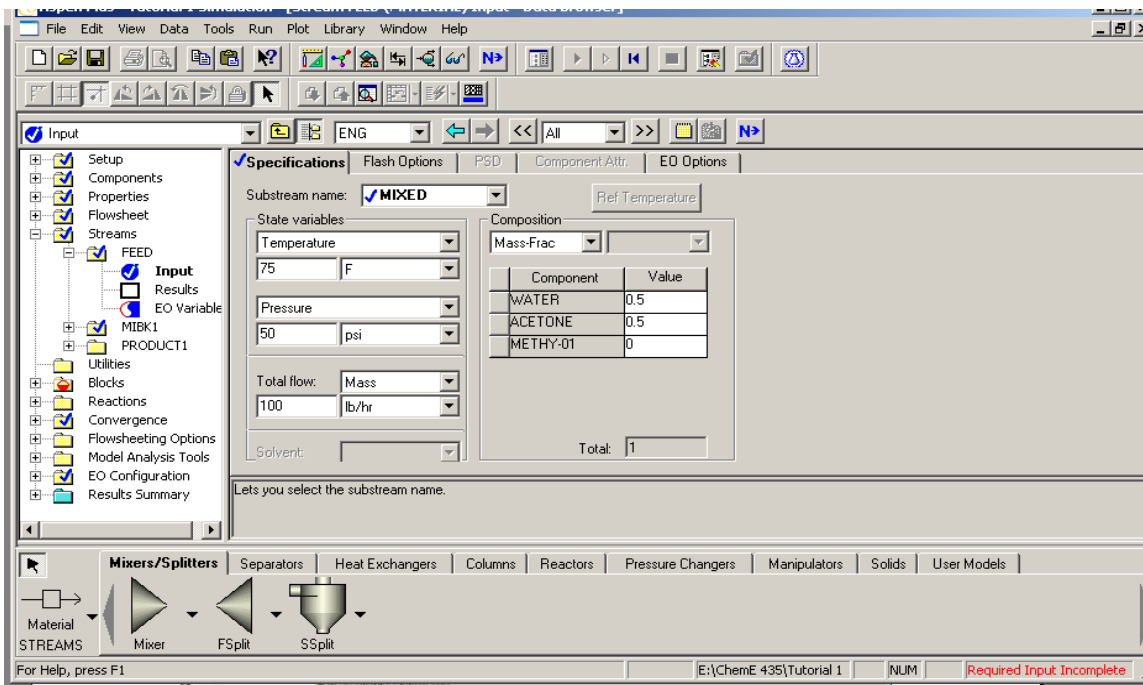 File Edit View Data Tools Run Plot Library Window Help
N>
Input
ENG
<< All >>
N>
Setup
Components
Properties
Flowsheet
Streams
FEED
Input
Results
EO Variable
MIBK1
PRODUCT1
Utilities
Blocks
Reactions
Convergence
Flowsheeting Options
Model Analysis Tools
EO Configuration
Results Summary
Specifications Flash Options PSD Component Attr. EO Options
Substream name: MIXED Ref Temperature
State variables
Temperature
75 F
Pressure
50 psi
Total flow: Mass
100 lb/hr
Solvent:
Composition
Mass-Frac
Component Value
WATER 0.5
ACETONE 0.5
METHY-01 0
Total: 1
Lets you select the substream name.
Mixers/Splitters Separators Heat Exchangers Columns Reactors Pressure Changers Manipulators Solids User Models
Material
STREAMS Mixer FSplit SSplit
For Help, press F1 E:\ChemE 435\Tutorial 1 NUM Required Input Incomplete